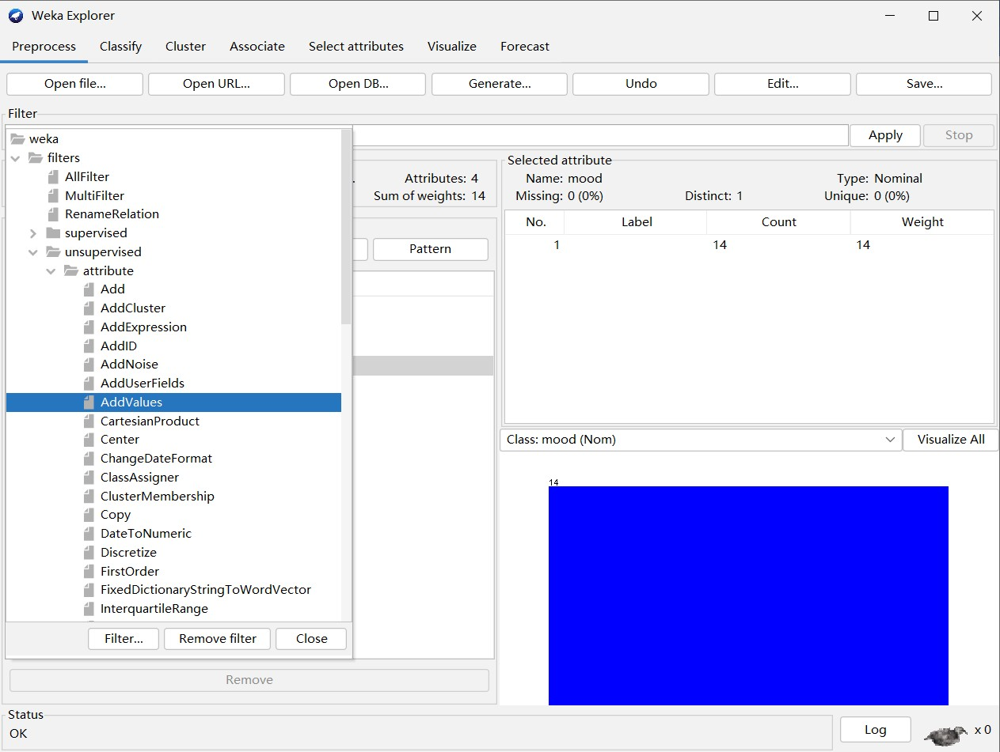 Weka Explorer
Preprocess Classify Cluster Associate Select attributes Visualize Forecast
Open file... Open URL... Open DB... Generate... Undo Edit... Save...
Filter
Apply Stop
weka
filters
AllFilter
MultiFilter
RenameRelation
supervised
unsupervised
attribute
Add
AddCluster
AddExpression
AddID
AddNoise
AddUserFields
AddValues
CartesianProduct
Center
ChangeDateFormat
ClassAssigner
ClusterMembership
Copy
DateToNumeric
Discretize
FirstOrder
FixedDictionaryStringToWordVector
InterquartileRange
Filter... Remove filter Close
Attributes: 4
Sum of weights: 14
Pattern
Remove
Selected attribute
Name: mood Type: Nominal
Missing: 0 (0%) Distinct: 1 Unique: 0 (0%)
No. Label Count Weight
1 14 14
Class: mood (Nom) Visualize All
14
Status
OK
Log x 0